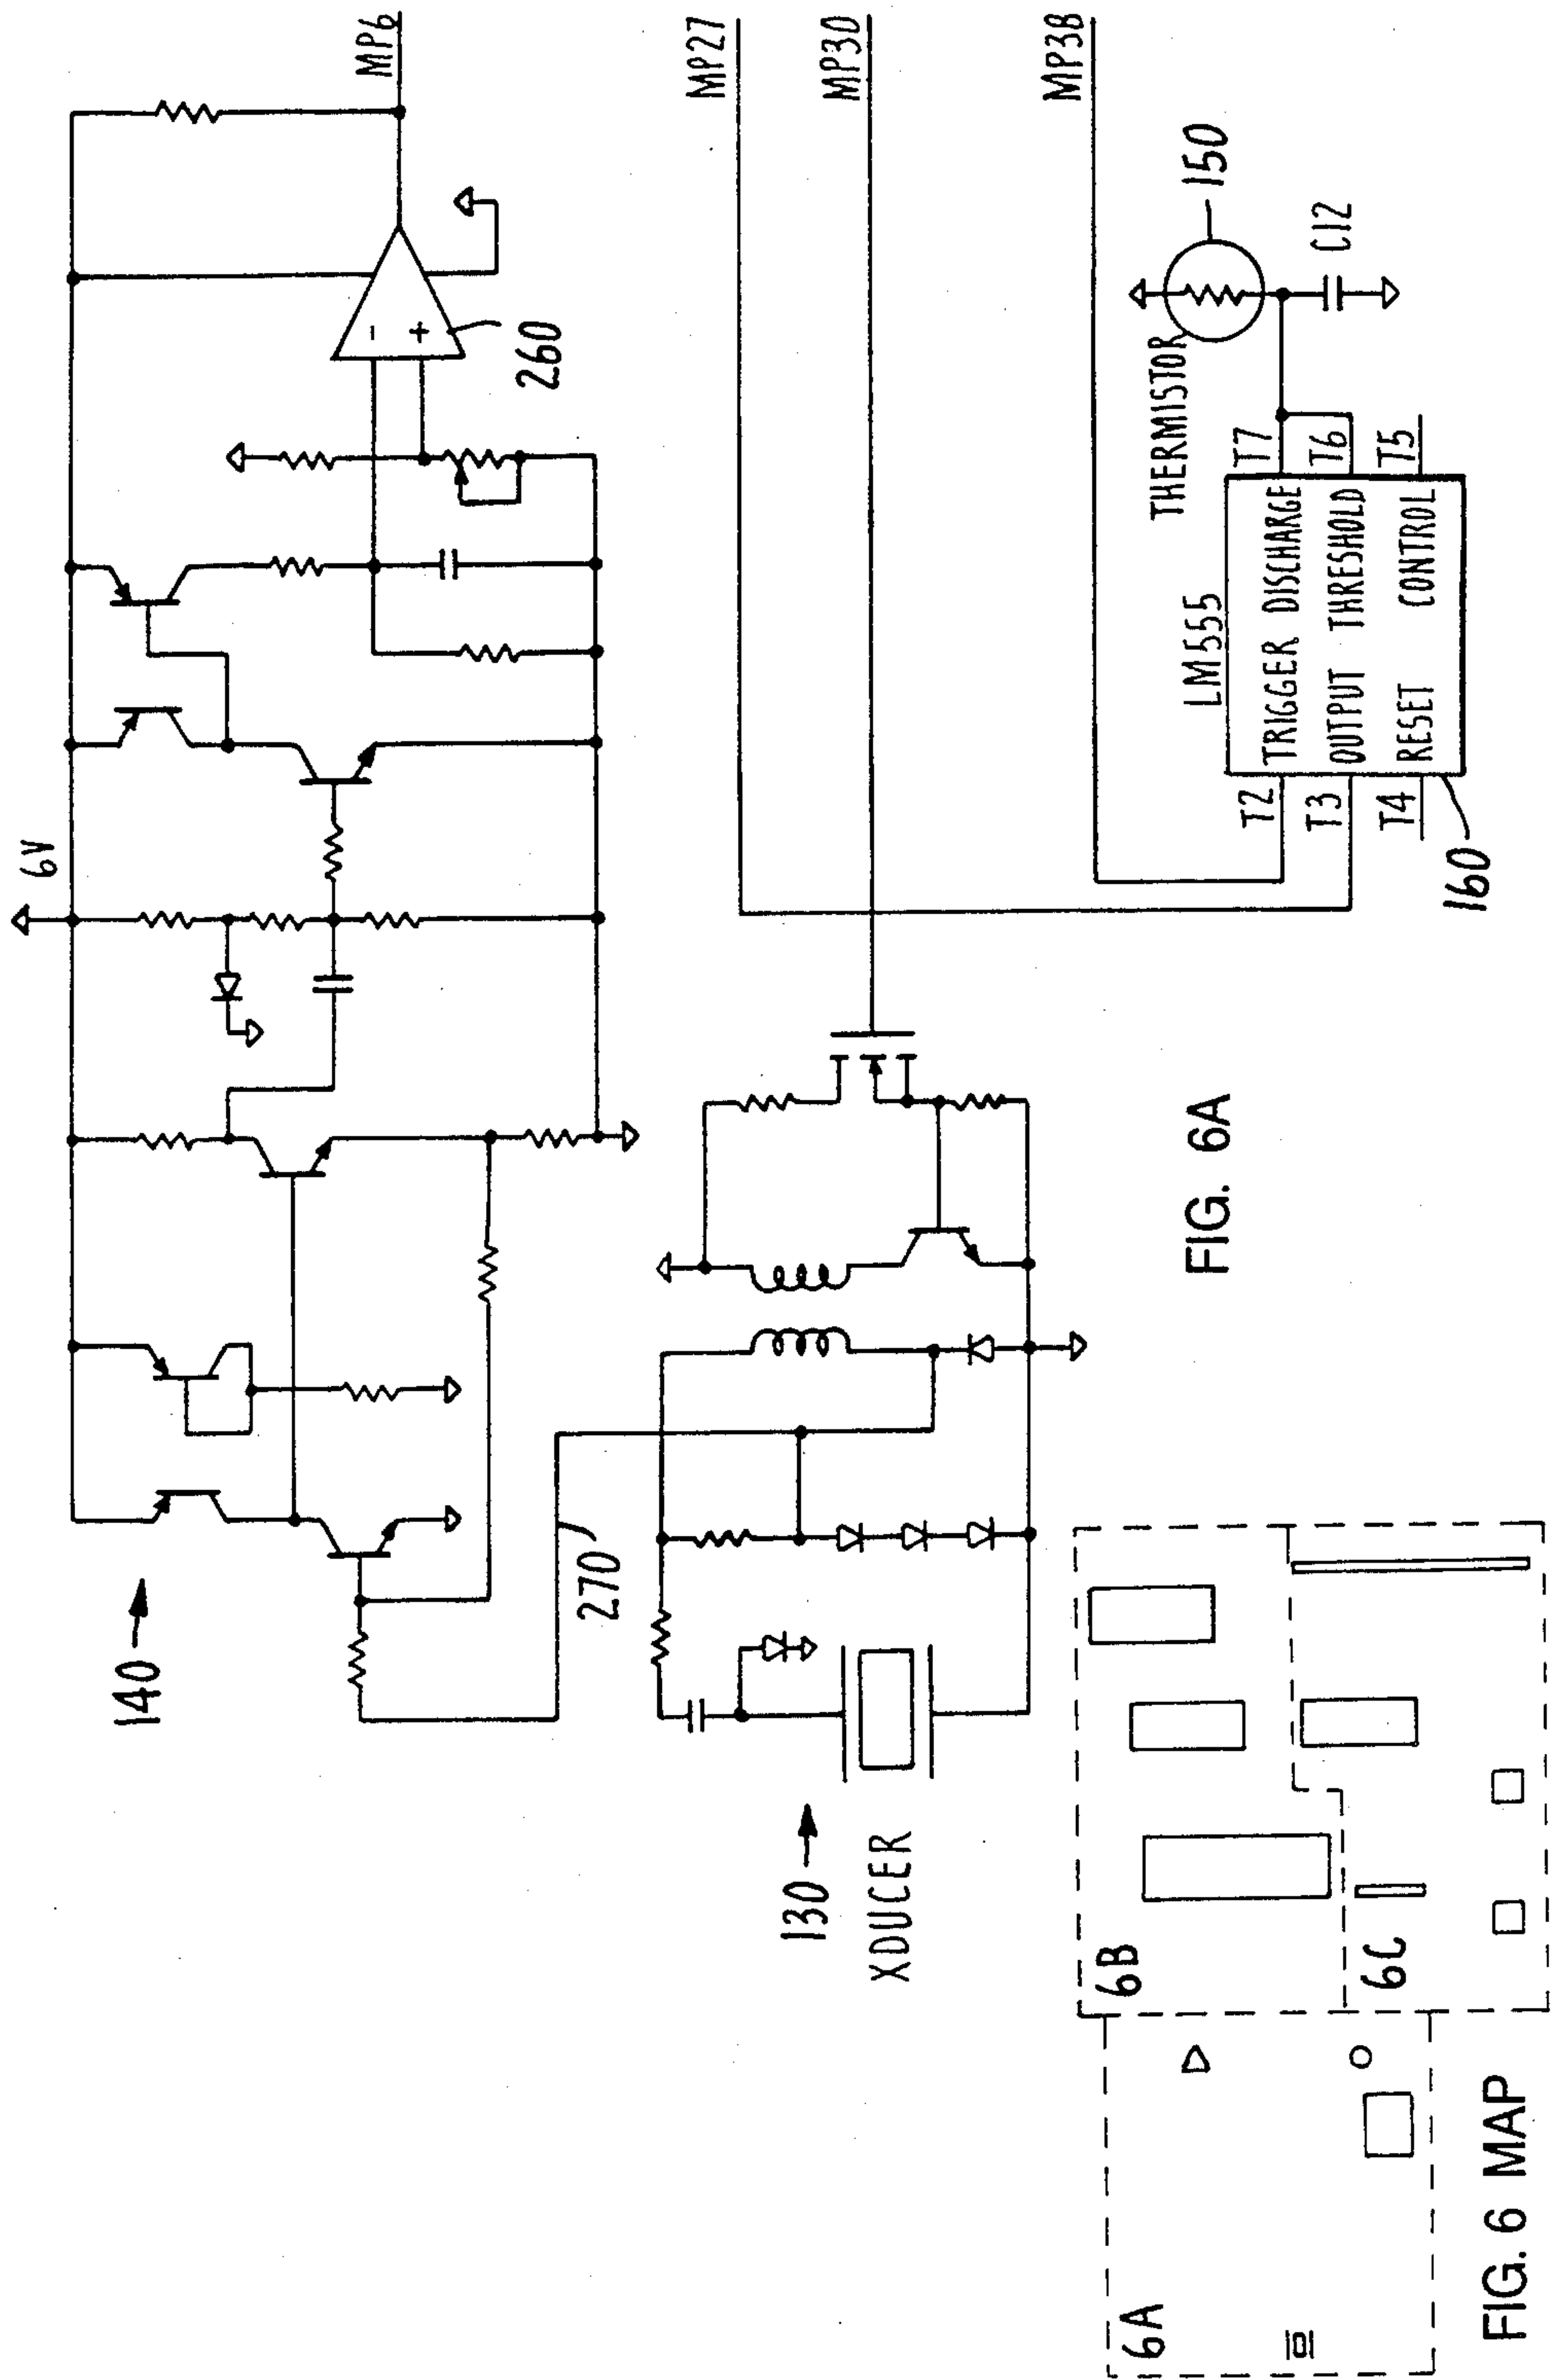 140
6V
MP6
-
+
260
270
MP27
MP30
MP38
130
XDUCER
THERMISTOR
150
C12
LM555
T2 TRIGGER DISCHARGE T7
T3 OUTPUT THRESHOLD T6
T4 RESET CONTROL T5
160
FIG. 6A
6A
6B
6C
FIG. 6 MAP